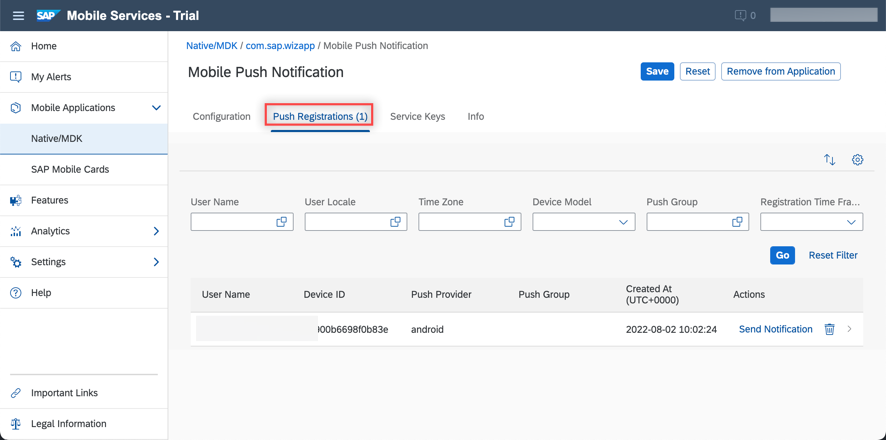 SAP Mobile Services - Trial
0
Home
My Alerts
Mobile Applications
Native/MDK
SAP Mobile Cards
Features
Analytics
Settings
Help
Important Links
Legal Information
Native/MDK / com.sap.wizapp / Mobile Push Notification
Mobile Push Notification
Save Reset Remove from Application
Configuration Push Registrations (1) Service Keys Info
User Name User Locale Time Zone Device Model Push Group Registration Time Fra...
Go Reset Filter
User Name Device ID Push Provider Push Group Created At (UTC+0000) Actions
00b6698f0b83e android 2022-08-02 10:02:24 Send Notification